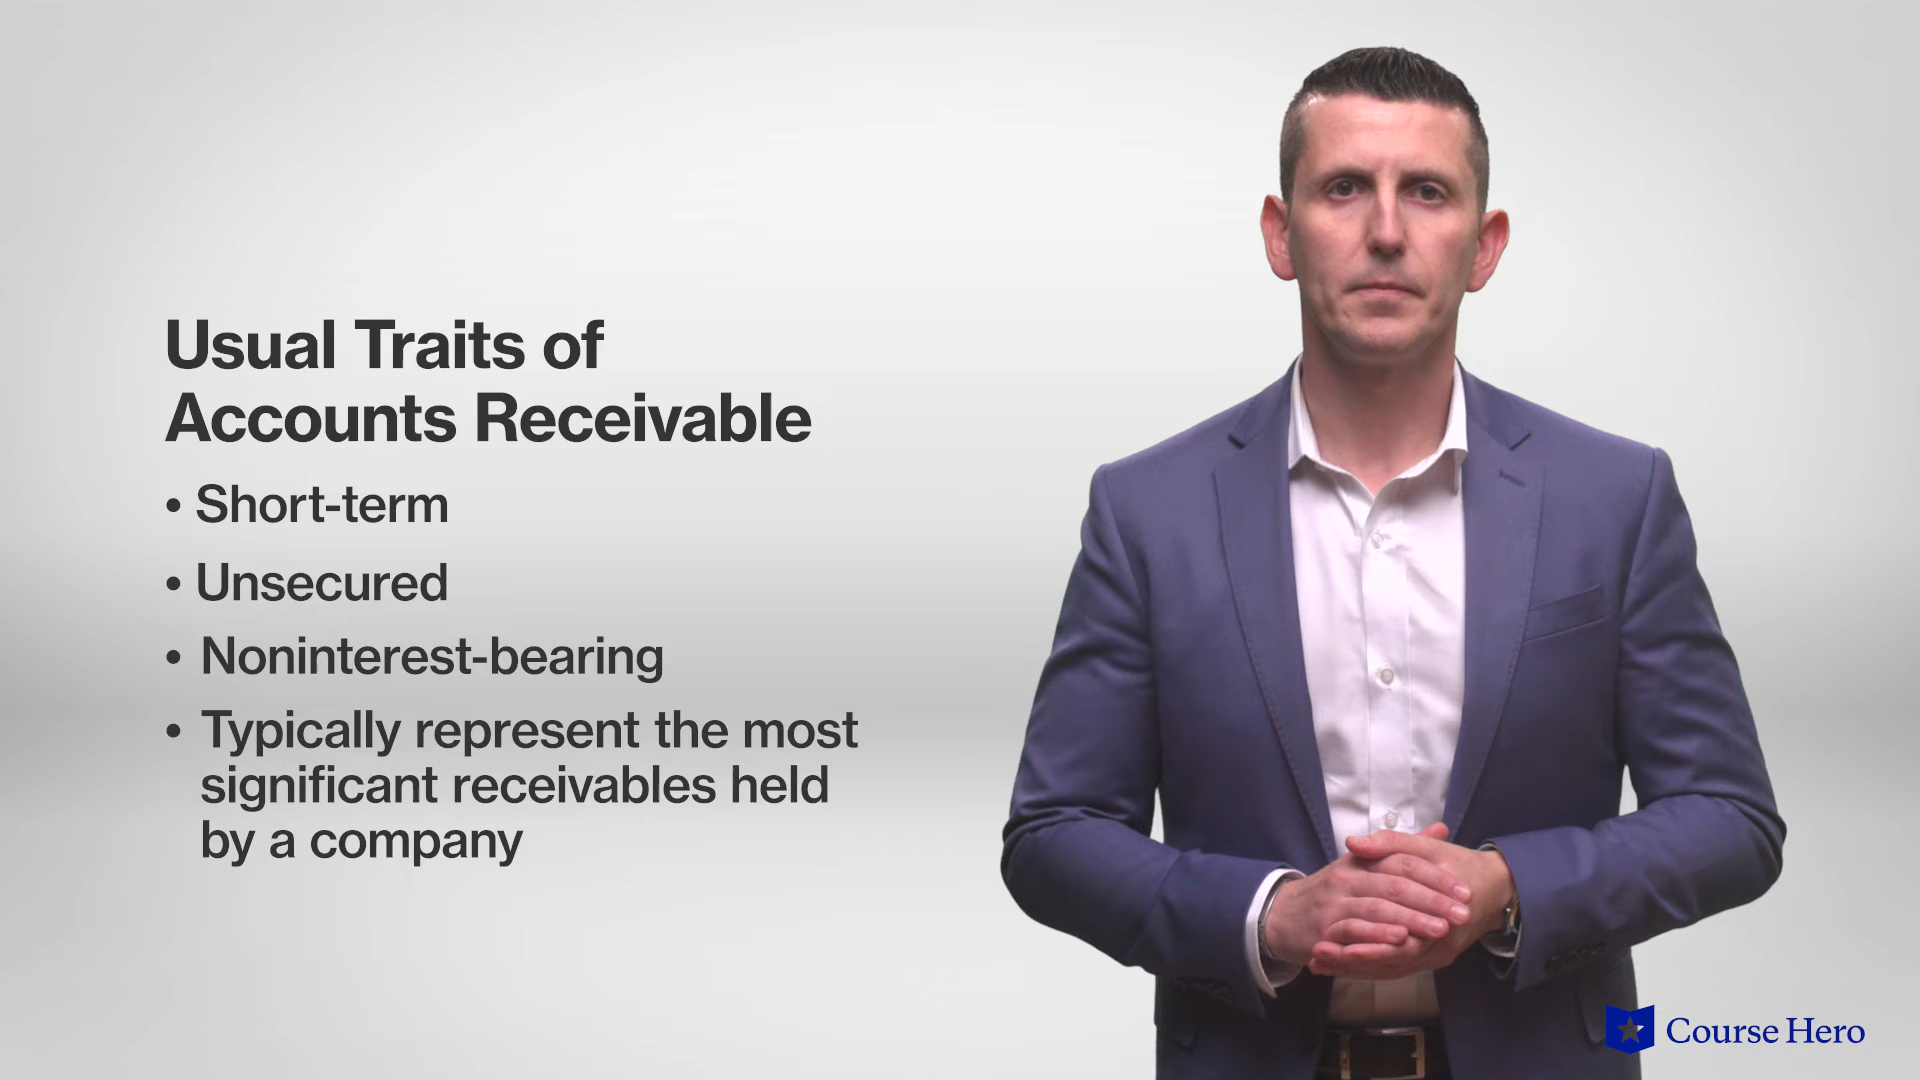 Usual Traits of
Accounts Receivable
• Short-term
• Unsecured
• Noninterest-bearing
• Typically represent the most
significant receivables held
by a company
Course Hero